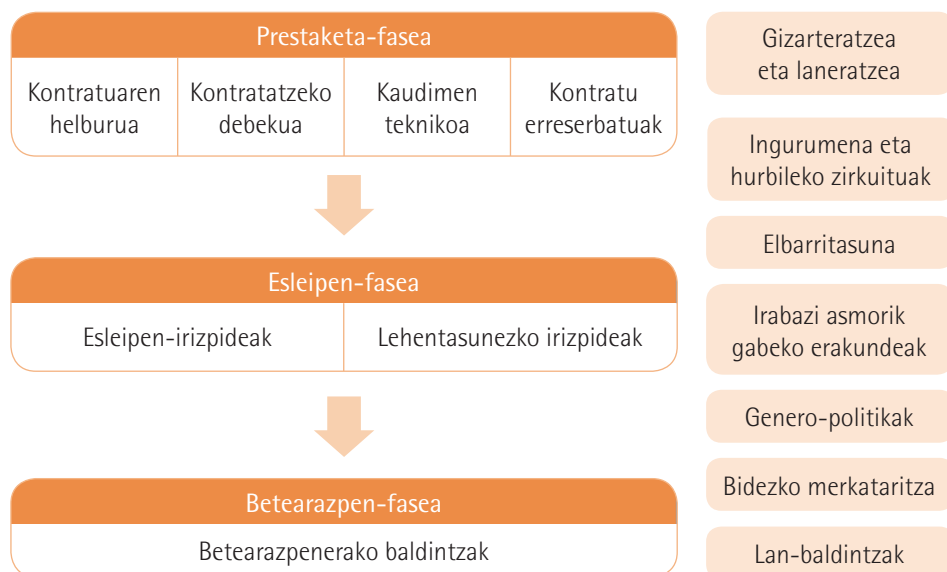 Prestaketa-fasea
Kontratuaren
helburua
Kontratatzeko
debekua
Kaudimen
teknikoa
Kontratu
erreserbatuak
Esleipen-fasea
Esleipen-irizpideak
Lehentasunezko irizpideak
Betearazpen-fasea
Betearazpenerako baldintzak
Gizarteratzea
eta laneratzea
Ingurumena eta
hurbileko zirkuituak
Elbarritasuna
Irabazi asmorik
gabeko erakundeak
Genero-politikak
Bidezko merkataritza
Lan-baldintzak